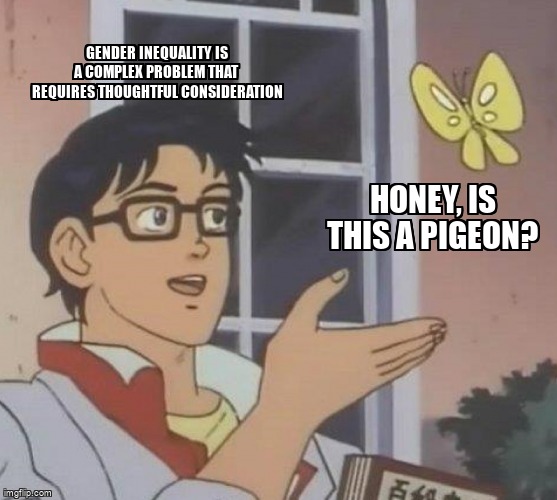 GENDER INEQUALITY IS
A COMPLEX PROBLEM THAT
REQUIRES THOUGHTFUL CONSIDERATION
HONEY, IS
THIS A PIGEON?
imgflip.com